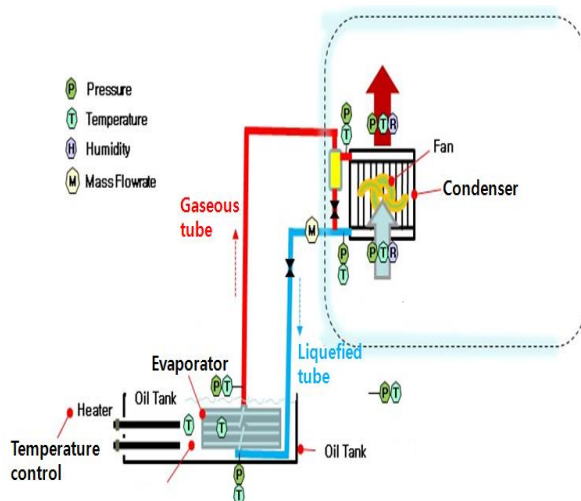 P Pressure
T Temperature
H Humidity
M Mass Flowrate
P
T
P T R
Fan
Condenser
Gaseous
tube
M
P
T
P T R
Liquefied
tube
Evaporator
P T
P T
Oil Tank
Heater
T
T
Temperature
control
Oil Tank
P
T